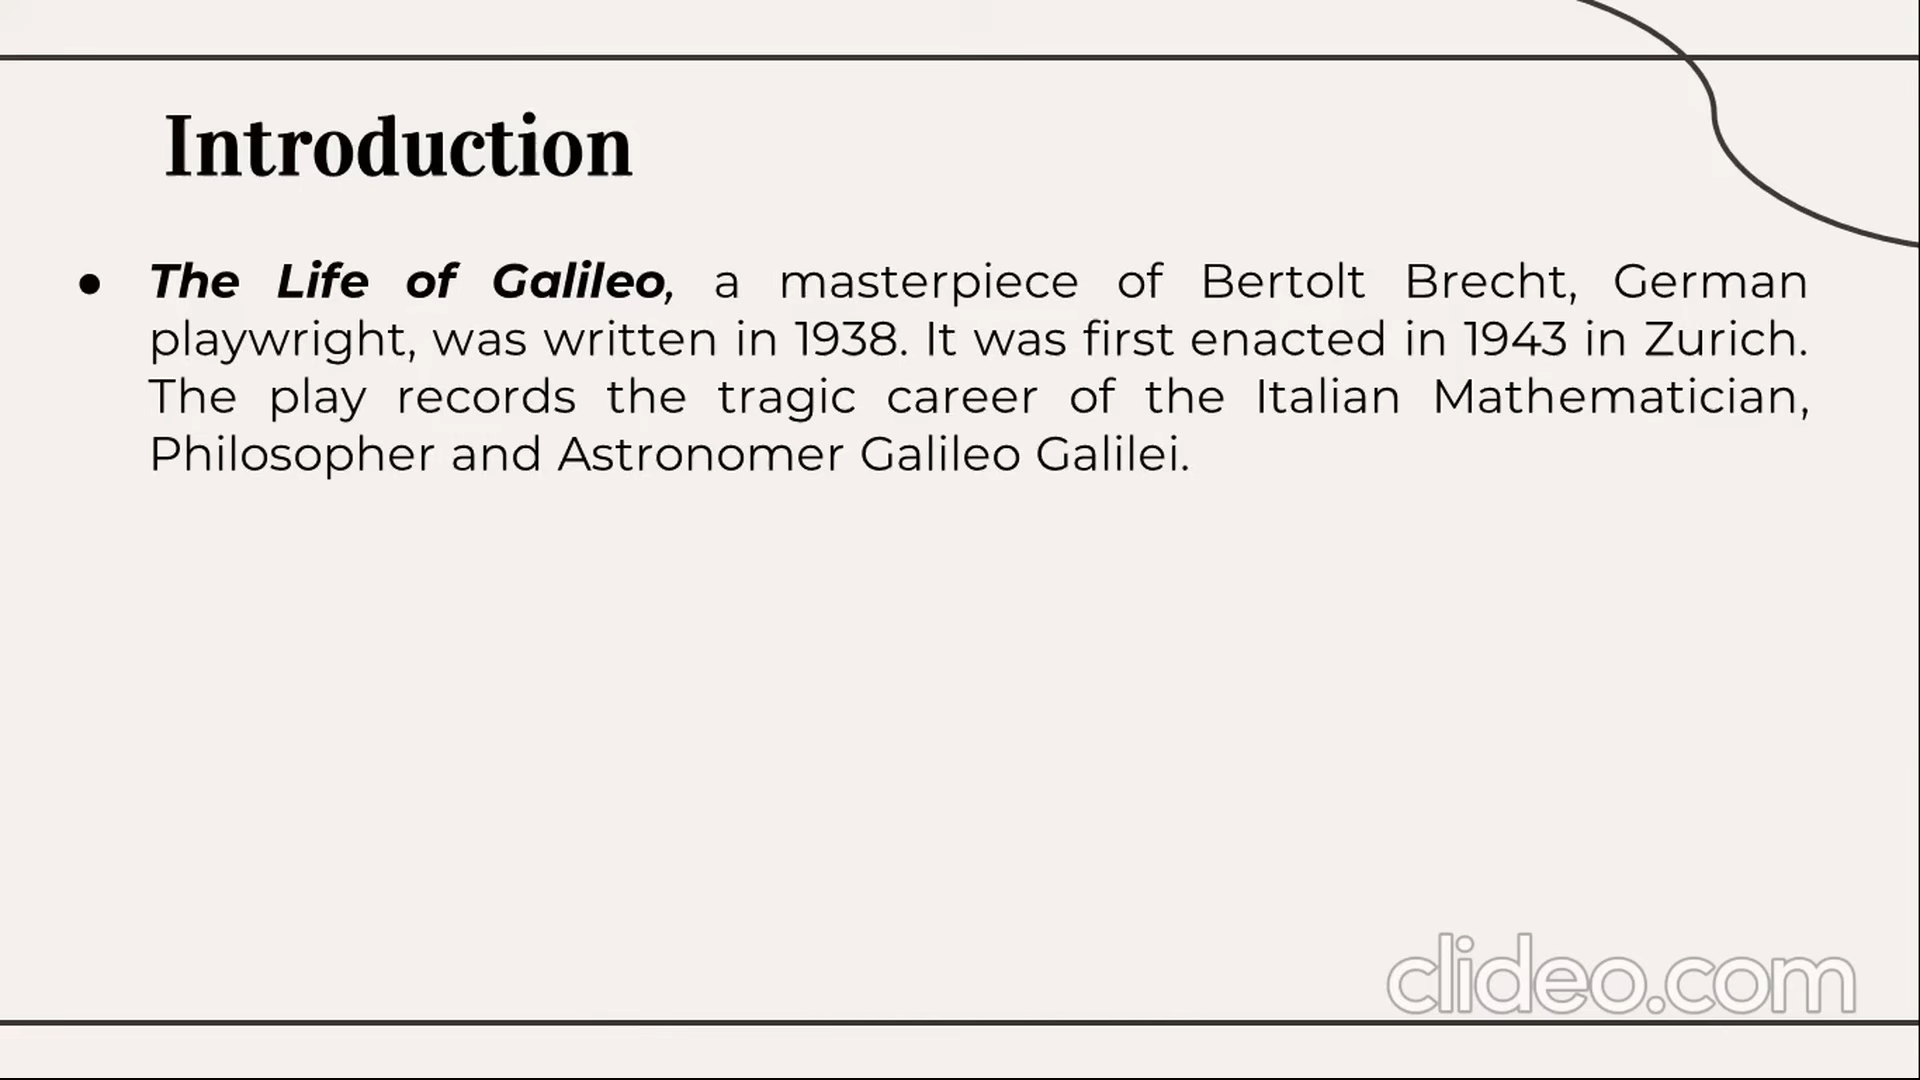 Introduction
● The Life of Galileo, a masterpiece of Bertolt Brecht, German
playwright, was written in 1938. It was first enacted in 1943 in Zurich.
The play records the tragic career of the Italian Mathematician,
Philosopher and Astronomer Galileo Galilei.
clideo.com